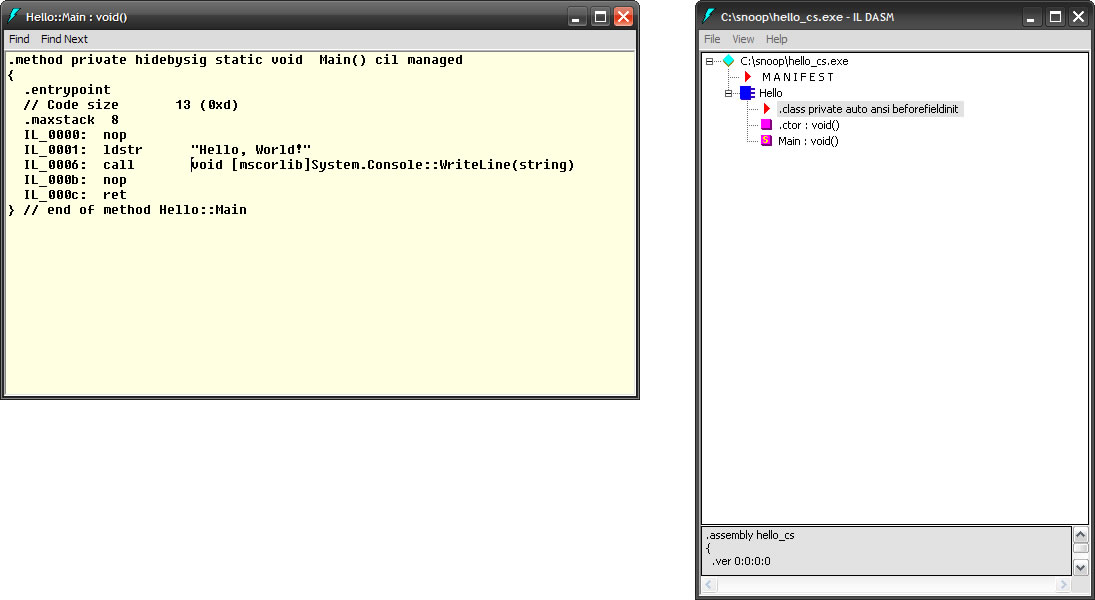 Hello::Main : void()
Find Find Next
.method private hidebysig static void  Main() cil managed
{
  .entrypoint
  // Code size       13 (0xd)
  .maxstack  8
  IL_0000:  nop
  IL_0001:  ldstr      "Hello, World!"
  IL_0006:  call       void [mscorlib]System.Console::WriteLine(string)
  IL_000b:  nop
  IL_000c:  ret
} // end of method Hello::Main
C:\snoop\hello_cs.exe - IL DASM
File View Help
C:\snoop\hello_cs.exe
M A N I F E S T
Hello
.class private auto ansi beforefieldinit
.ctor : void()
S Main : void()
.assembly hello_cs
{
  .ver 0:0:0:0